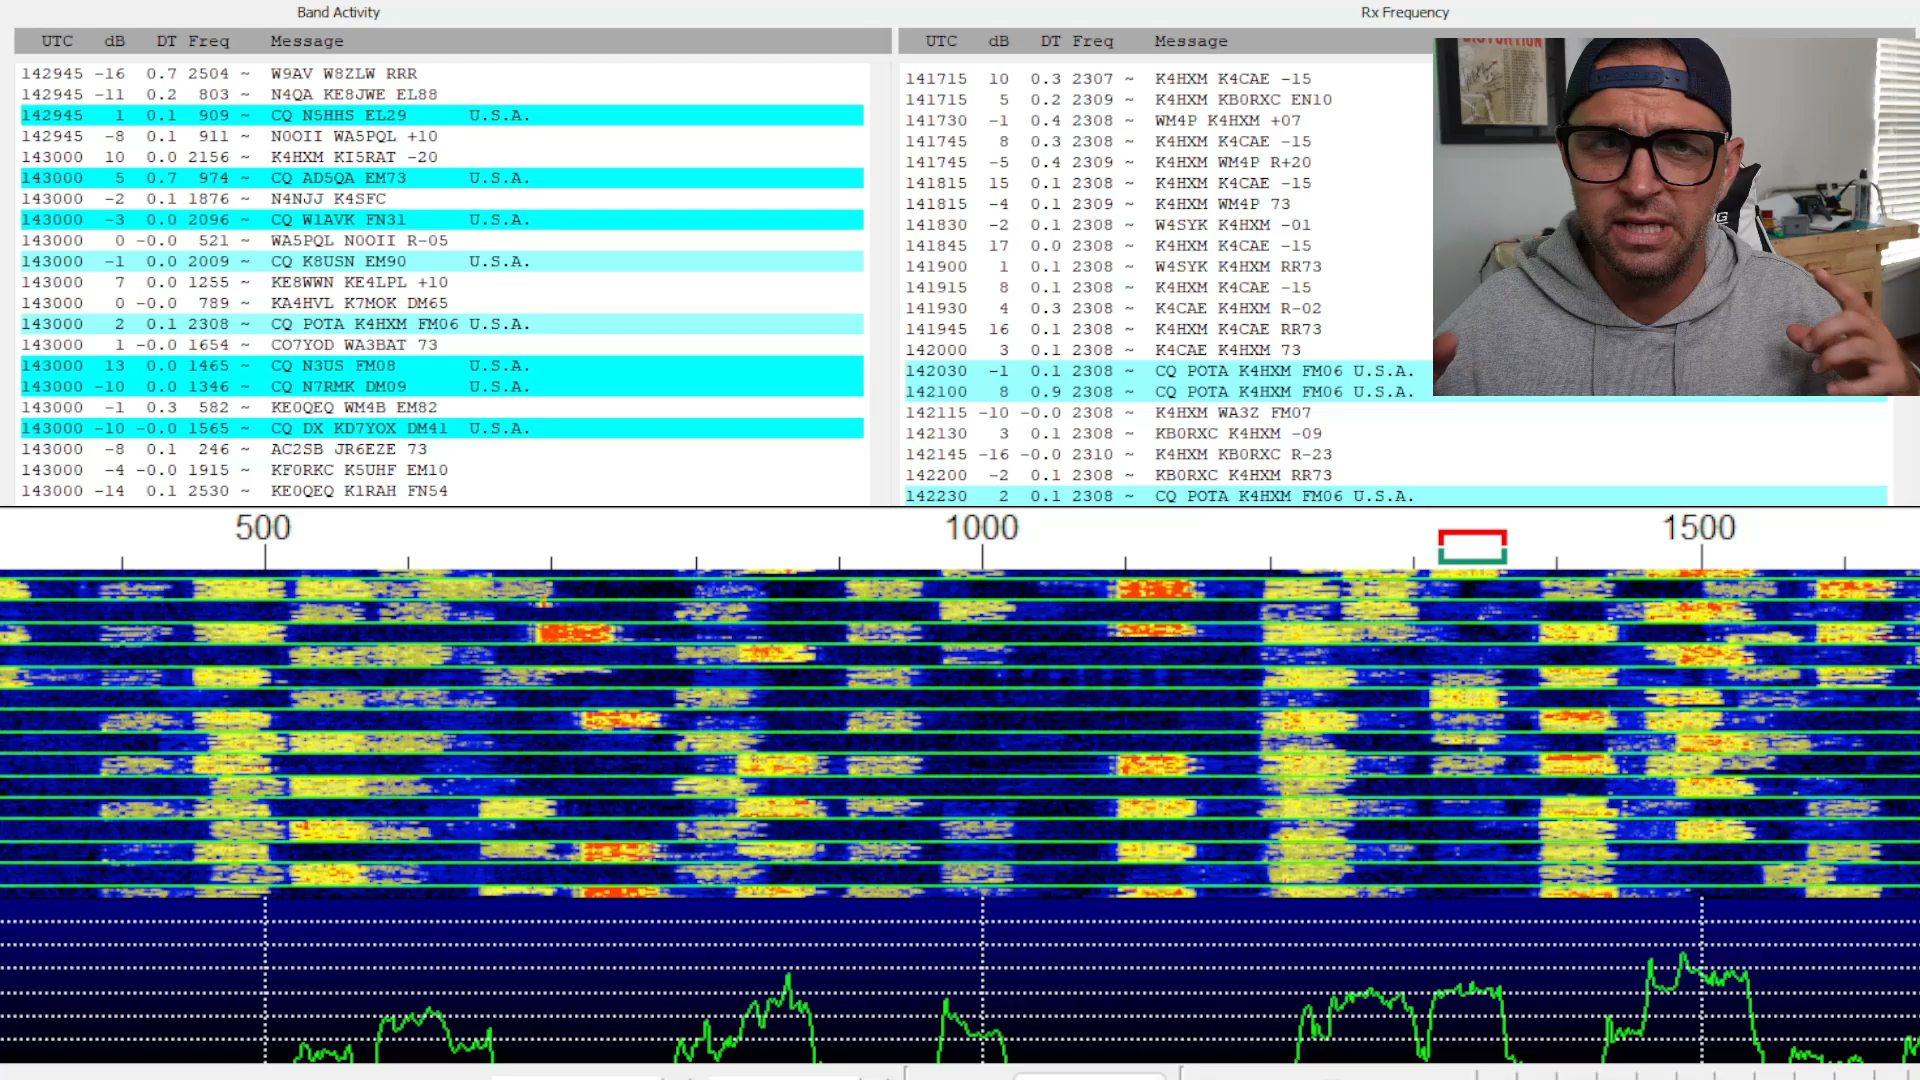 Band Activity
UTC dB DT Freq Message
142945 -16 0.7 2504 ~ W9AV W8ZLW RRR
142945 -11 0.2 803 ~ N4QA KE8JWE EL88
142945 1 0.1 909 ~ CQ N5HHS EL29 U.S.A.
142945 -8 0.1 911 ~ N0OII WA5PQL +10
143000 10 0.0 2156 ~ K4HXM KI5RAT -20
143000 5 0.7 974 ~ CQ AD5QA EM73 U.S.A.
143000 -2 0.1 1876 ~ N4NJJ K4SFC
143000 -3 0.0 2096 ~ CQ W1AVK FN31 U.S.A.
143000 0 -0.0 521 ~ WA5PQL N0OII R-05
143000 -1 0.0 2009 ~ CQ K8USN EM90 U.S.A.
143000 7 0.0 1255 ~ KE8WWN KE4LPL +10
143000 0 -0.0 789 ~ KA4HVL K7MOK DM65
143000 2 0.1 2308 ~ CQ POTA K4HXM FM06 U.S.A.
143000 1 -0.0 1654 ~ CO7YOD WA3BAT 73
143000 13 0.0 1465 ~ CQ N3US FM08 U.S.A.
143000 -10 0.0 1346 ~ CQ N7RMK DM09 U.S.A.
143000 -1 0.3 582 ~ KE0QEQ WM4B EM82
143000 -10 -0.0 1565 ~ CQ DX KD7YOX DM41 U.S.A.
143000 -8 0.1 246 ~ AC2SB JR6EZE 73
143000 -4 -0.0 1915 ~ KF0RKC K5UHF EM10
143000 -14 0.1 2530 ~ KE0QEQ K1RAH FN54
Rx Frequency
UTC dB DT Freq Message
141715 10 0.3 2307 ~ K4HXM K4CAE -15
141715 5 0.2 2309 ~ K4HXM KB0RXC EN10
141730 -1 0.4 2308 ~ WM4P K4HXM +07
141745 8 0.3 2308 ~ K4HXM K4CAE -15
141745 -5 0.4 2309 ~ K4HXM WM4P R+20
141815 15 0.1 2308 ~ K4HXM K4CAE -15
141815 -4 0.1 2309 ~ K4HXM WM4P 73
141830 -2 0.1 2308 ~ W4SYK K4HXM -01
141845 17 0.0 2308 ~ K4HXM K4CAE -15
141900 1 0.1 2308 ~ W4SYK K4HXM RR73
141915 8 0.1 2308 ~ K4HXM K4CAE -15
141930 4 0.3 2308 ~ K4CAE K4HXM R-02
141945 16 0.1 2308 ~ K4HXM K4CAE RR73
142000 3 0.1 2308 ~ K4CAE K4HXM 73
142030 -1 0.1 2308 ~ CQ POTA K4HXM FM06 U.S.A.
142100 8 0.9 2308 ~ CQ POTA K4HXM FM06 U.S.A.
142115 -10 -0.0 2308 ~ K4HXM WA3Z FM07
142130 3 0.1 2308 ~ KB0RXC K4HXM -09
142145 -16 -0.0 2310 ~ K4HXM KB0RXC R-23
142200 -2 0.1 2308 ~ KB0RXC K4HXM RR73
142230 2 0.1 2308 ~ CQ POTA K4HXM FM06 U.S.A.
500 1000 1500